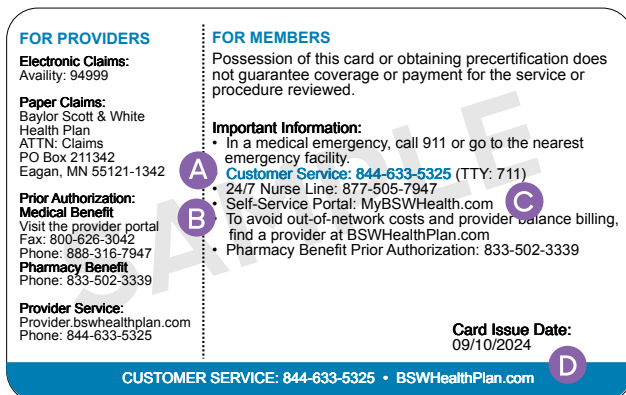 FOR PROVIDERS
Electronic Claims:
Availity: 94999
Paper Claims:
Baylor Scott & White
Health Plan
ATTN: Claims
PO Box 211342
Eagan, MN 55121-1342
Prior Authorization:
Medical Benefit
Visit the provider portal
Fax: 800-626-3042
Phone: 888-316-7947
Pharmacy Benefit
Phone: 833-502-3339
Provider Service:
Provider.bswhealthplan.com
Phone: 844-633-5325
FOR MEMBERS
Possession of this card or obtaining precertification does
not guarantee coverage or payment for the service or
procedure reviewed.
Important Information:
• In a medical emergency, call 911 or go to the nearest
emergency facility.
A
Customer Service: 844-633-5325 (TTY: 711)
• 24/7 Nurse Line: 877-505-7947
B
• Self-Service Portal: MyBSWHealth.com
C
To avoid out-of-network costs and provider balance billing,
find a provider at BSWHealthPlan.com
• Pharmacy Benefit Prior Authorization: 833-502-3339
SAMPLE
Card Issue Date:
09/10/2024
D
CUSTOMER SERVICE: 844-633-5325 • BSWHealthPlan.com